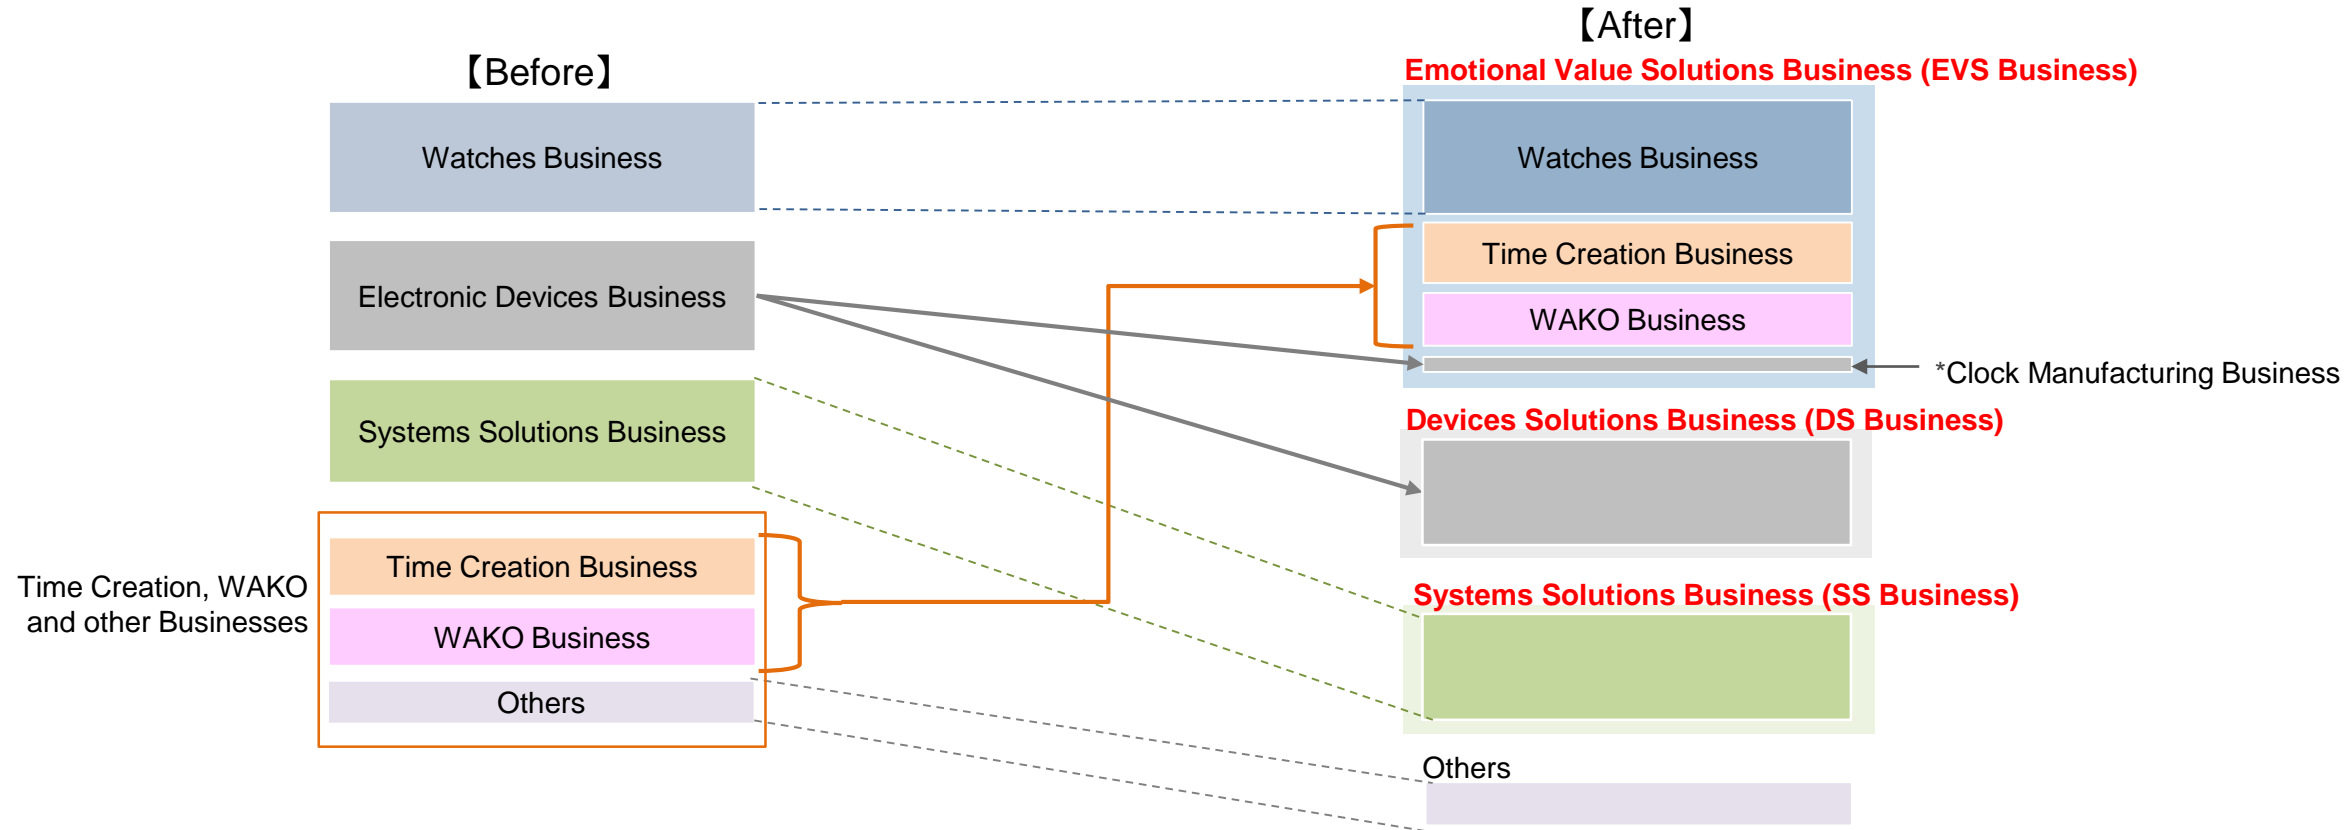 【Before】
Watches Business
Electronic Devices Business
Systems Solutions Business
Time Creation, WAKO
and other Businesses
Time Creation Business
WAKO Business
Others
【After】
Emotional Value Solutions Business (EVS Business)
Watches Business
Time Creation Business
WAKO Business
*Clock Manufacturing Business
Devices Solutions Business (DS Business)
Systems Solutions Business (SS Business)
Others